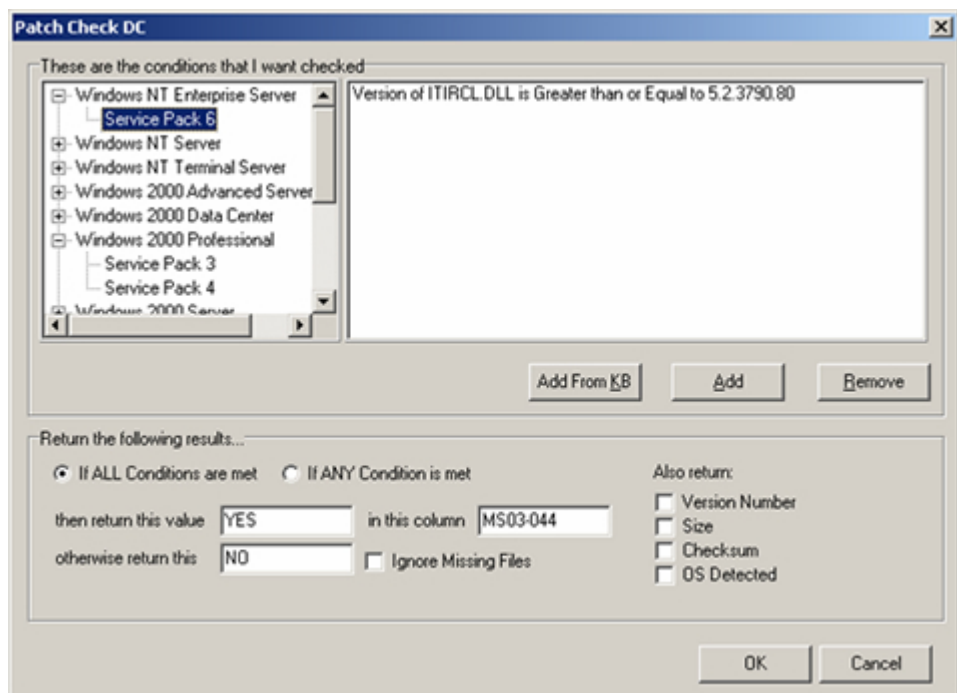 Patch Check DC
These are the conditions that I want checked
Windows NT Enterprise Server
Service Pack 6
Windows NT Server
Windows NT Terminal Server
Windows 2000 Advanced Server
Windows 2000 Data Center
Windows 2000 Professional
Service Pack 3
Service Pack 4
Windows 2000 Server
Version of ITIRCL.DLL is Greater than or Equal to 5.2.3790.80
Add From KB
Add
Remove
Return the following results...
If ALL Conditions are met
If ANY Condition is met
then return this value YES in this column MS03-044
otherwise return this NO
Ignore Missing Files
Also return:
Version Number
Size
Checksum
OS Detected
OK
Cancel